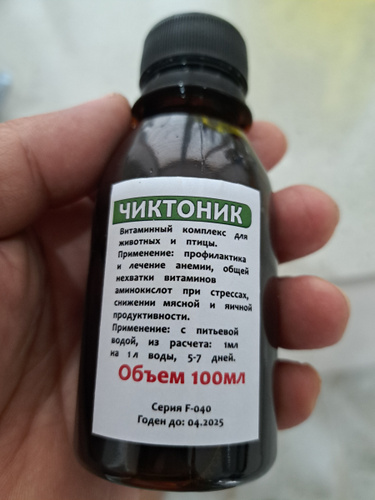 ЧИКТОНИК
Витаминный комплекс для
животных и птицы.
Применение: профилактика
и лечение анемии, общей
нехватки витаминов
аминокислот при стрессах,
снижении мясной и яичной
продуктивности.
Применение: с питьевой
водой, из расчета: 1мл
на 1л воды, 5-7 дней.
Объем 100мл
Серия F-040
Годен до: 04.2025